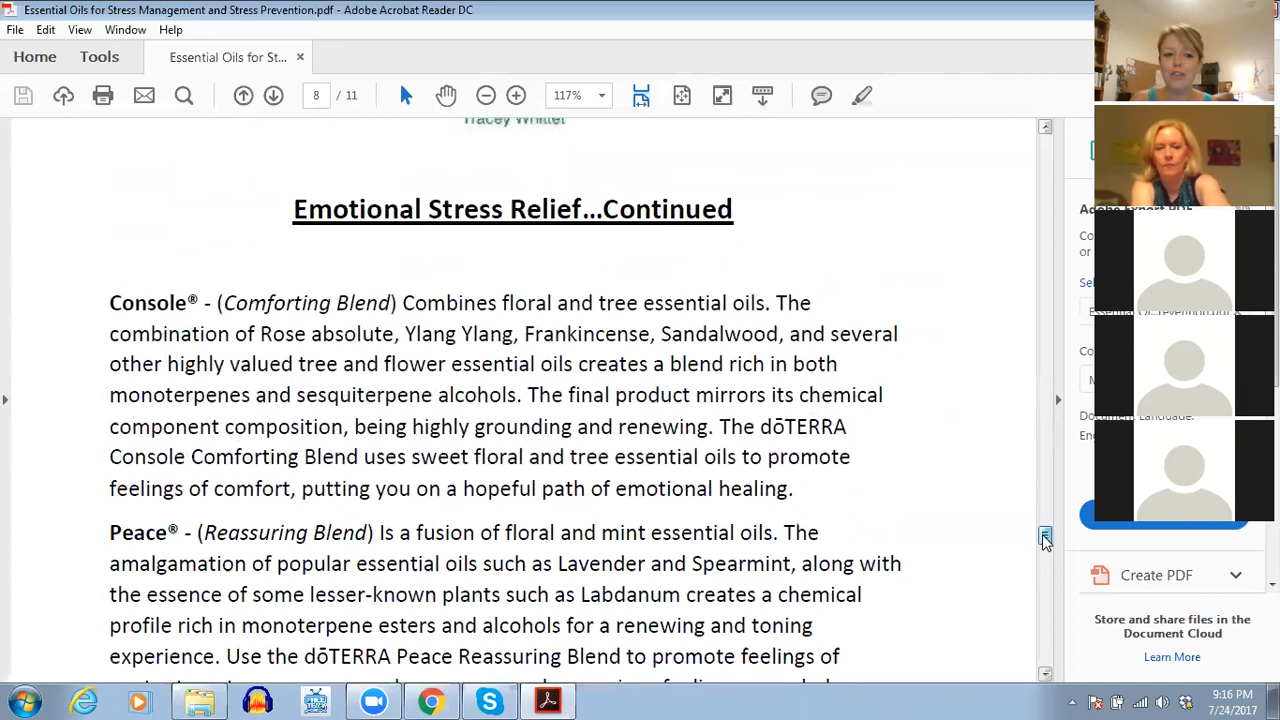 Essential Oils for Stress Management and Stress Prevention.pdf - Adobe Acrobat Reader DC
File Edit View Window Help
Home Tools Essential Oils for St... ×
8 / 11 117%
Tracey Whittet
Emotional Stress Relief...Continued
Console® - (Comforting Blend) Combines floral and tree essential oils. The
combination of Rose absolute, Ylang Ylang, Frankincense, Sandalwood, and several
other highly valued tree and flower essential oils creates a blend rich in both
monoterpenes and sesquiterpene alcohols. The final product mirrors its chemical
component composition, being highly grounding and renewing. The dōTERRA
Console Comforting Blend uses sweet floral and tree essential oils to promote
feelings of comfort, putting you on a hopeful path of emotional healing.
Peace® - (Reassuring Blend) Is a fusion of floral and mint essential oils. The
amalgamation of popular essential oils such as Lavender and Spearmint, along with
the essence of some lesser-known plants such as Labdanum creates a chemical
profile rich in monoterpene esters and alcohols for a renewing and toning
experience. Use the dōTERRA Peace Reassuring Blend to promote feelings of
Adobe Export PDF
Create PDF
Store and share files in the
Document Cloud
Learn More
9:16 PM
7/24/2017